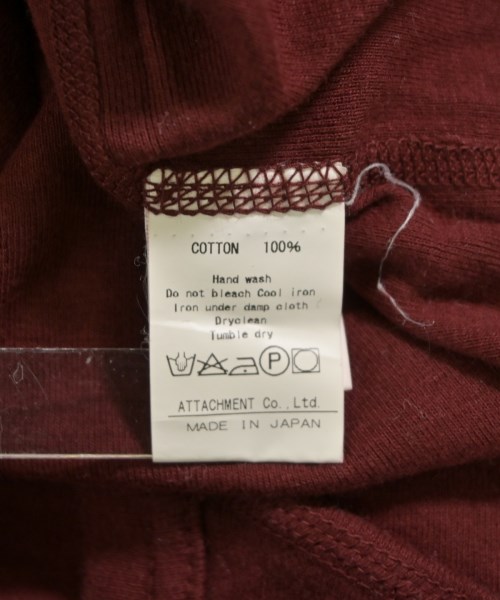 COTTON 100%
Hand wash
Do not bleach Cool iron
Iron under damp cloth
Dryclean
Tumble dry
P
ATTACHMENT Co.,Ltd.
MADE IN JAPAN